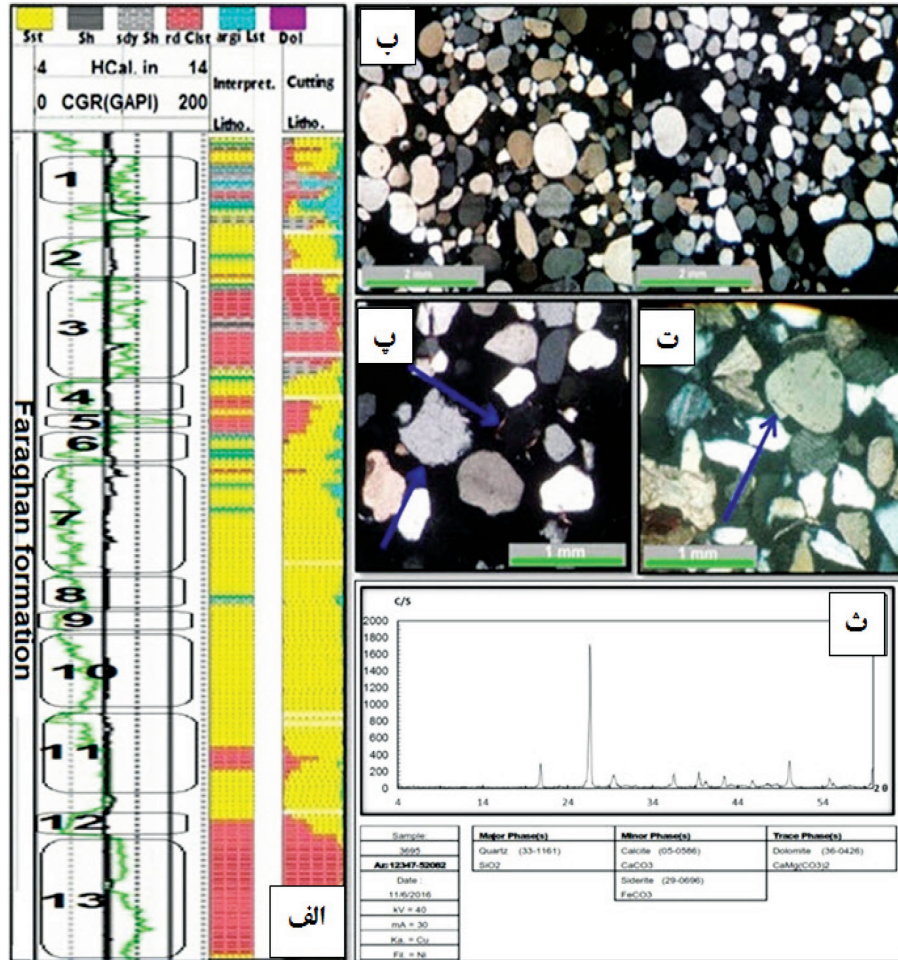 Sst Sh sdy Sh rd Clst argi Lst Dol
4 HCal. in 14
0 CGR(GAPI) 200
Interpret.
Litho.
Cutting
Litho.
Faraghan formation
1
2
3
4
5
6
7
8
9
10
11
12
13
الف
ب
2 mm
2 mm
پ
1 mm
ت
1 mm
ث
C/S
2000
1800
1600
1400
1200
1000
800
600
400
200
0
4 14 26 34 44 54 2θ
Sample:
3695
Az:12347-52082
Date :
11/6/2016
kV = 40
mA = 30
Ka. = Cu
Fil. = Ni
Major Phase(s) Minor Phase(s) Trace Phase(s)
Quartz (33-1161) Calcite (05-0586) Dolomite (36-0426)
SiO2 CaCO3 CaMg(CO3)2
Siderite (29-0696)
FeCO3